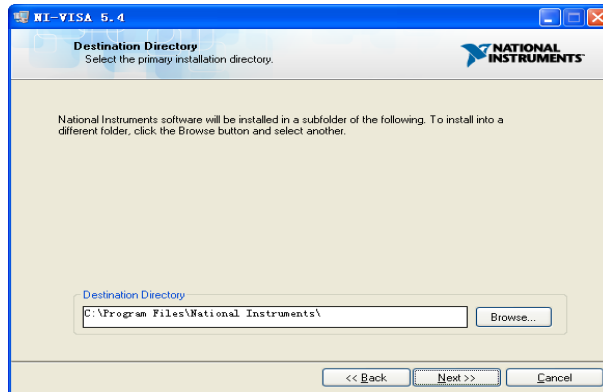 NI-VISA 5.4
Destination Directory
Select the primary installation directory.
NATIONAL
INSTRUMENTS™
National Instruments software will be installed in a subfolder of the following. To install into a
different folder, click the Browse button and select another.
Destination Directory
C:\Program Files\National Instruments\
Browse...
<< Back
Next >>
Cancel